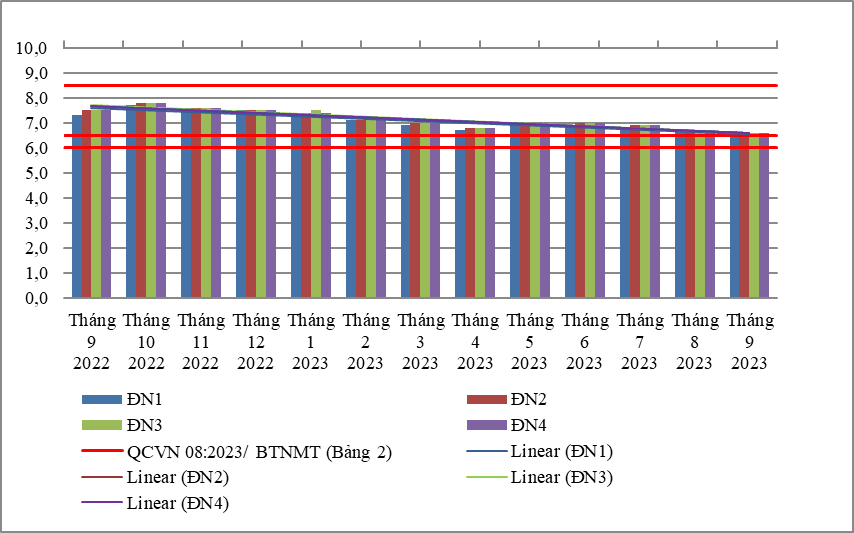 10,0
9,0
8,0
7,0
6,0
5,0
4,0
3,0
2,0
1,0
0,0
Tháng Tháng Tháng Tháng Tháng Tháng Tháng Tháng Tháng Tháng Tháng Tháng Tháng
9 10 11 12 1 2 3 4 5 6 7 8 9
2022 2022 2022 2022 2023 2023 2023 2023 2023 2023 2023 2023 2023
ĐN1 ĐN2
ĐN3 ĐN4
QCVN 08:2023/ BTNMT (Bảng 2) Linear (ĐN1)
Linear (ĐN2) Linear (ĐN3)
Linear (ĐN4)